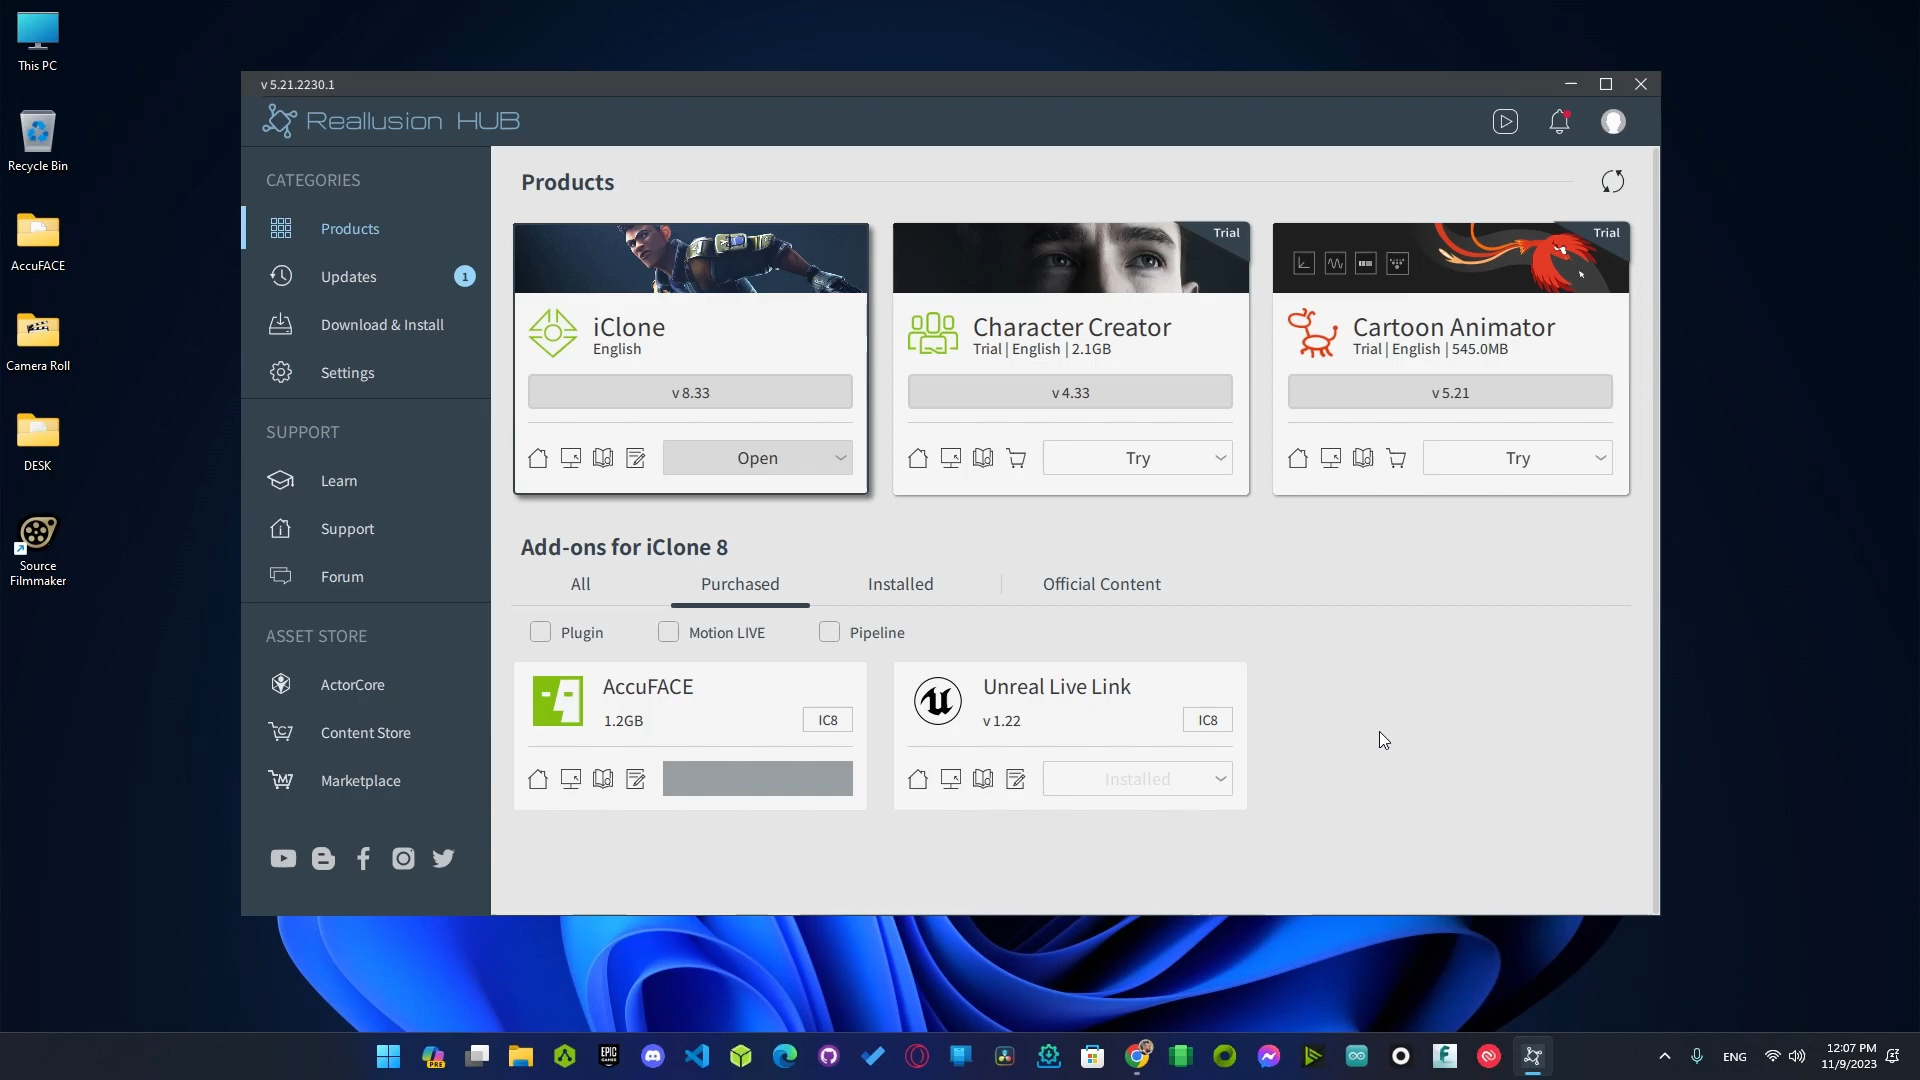 This PC
Recycle Bin
AccuFACE
Camera Roll
DESK
Source
Filmmaker
v 5.21.2230.1
Reallusion HUB
CATEGORIES
Products
Updates
1
Download & Install
Settings
SUPPORT
Learn
Support
Forum
ASSET STORE
ActorCore
Content Store
Marketplace
Products
iClone
English
v 8.33
Open
Trial
Character Creator
Trial | English | 2.1GB
v 4.33
Try
Trial
Cartoon Animator
Trial | English | 545.0MB
v 5.21
Try
Add-ons for iClone 8
All
Purchased
Installed
Official Content
Plugin
Motion LIVE
Pipeline
AccuFACE
1.2GB
IC8
Unreal Live Link
v 1.22
IC8
Installed
PRE
EPIC
GAMES
ENG
12:07 PM
11/9/2023